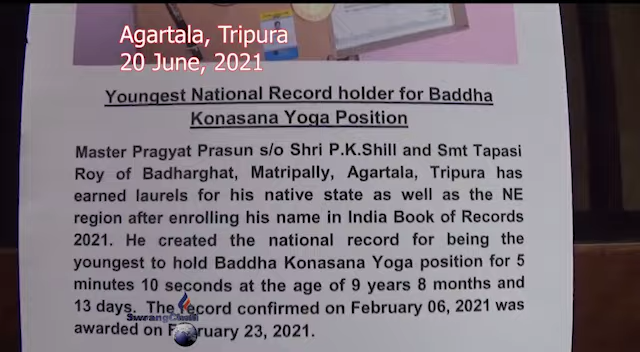 Agartala, Tripura
20 June, 2021
Youngest National Record holder for Baddha
Konasana Yoga Position
Master Pragyat Prasun s/o Shri P.K.Shill and Smt Tapasi
Roy of Badharghat, Matripally, Agartala, Tripura has
earned laurels for his native state as well as the NE
region after enrolling his name in India Book of Records
2021. He created the national record for being the
youngest to hold Baddha Konasana Yoga position for 5
minutes 10 seconds at the age of 9 years 8 months and
13 days. The record confirmed on February 06, 2021 was
awarded on February 23, 2021.